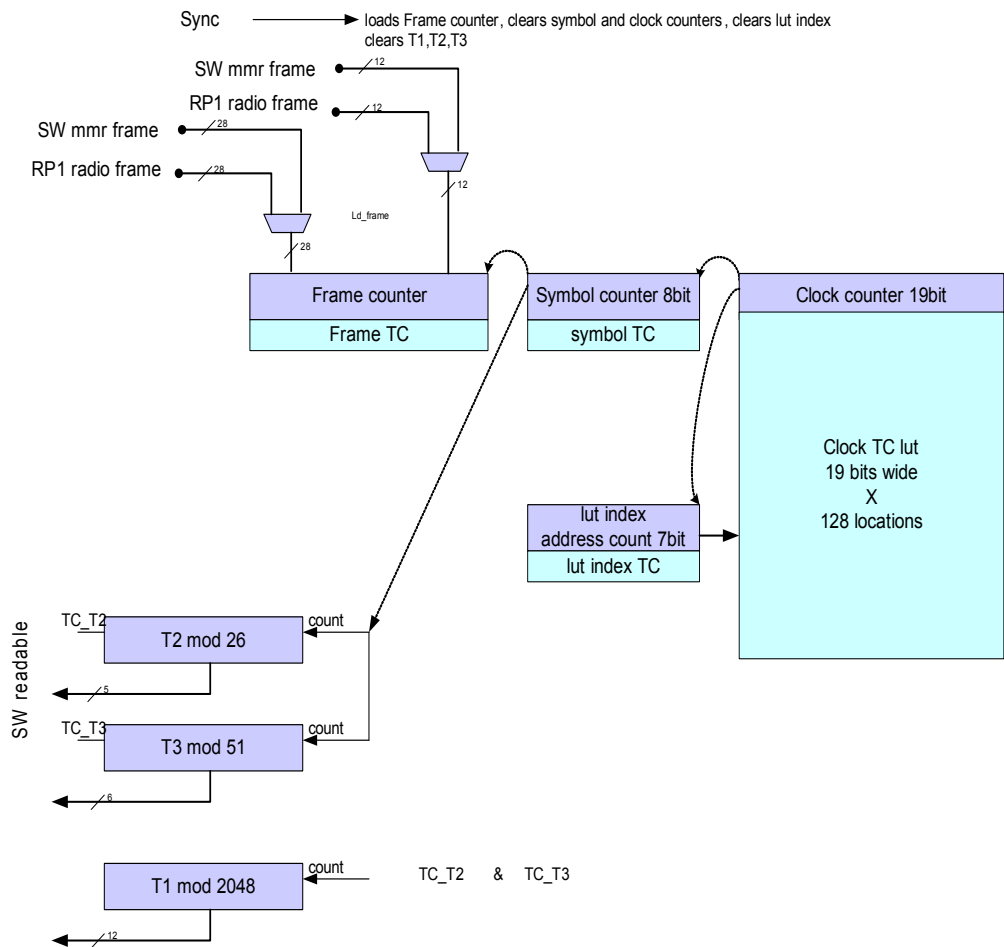 Sync
loads Frame counter, clears symbol and clock counters, clears lut index
clears T1,T2,T3
SW mmr frame
12
RP1 radio frame
12
SW mmr frame
28
RP1 radio frame
28
12
Ld_frame
28
Frame counter
Frame TC
Symbol counter 8bit
symbol TC
Clock counter 19bit
Clock TC lut
19 bits wide
X
128 locations
lut index
address count 7bit
lut index TC
SW readable
TC_T2
T2 mod 26
count
5
TC_T3
T3 mod 51
count
6
T1 mod 2048
count
TC_T2 & TC_T3
12